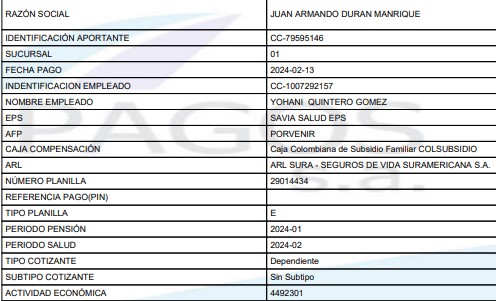 RAZÓN SOCIAL JUAN ARMANDO DURAN MANRIQUE
IDENTIFICACIÓN APORTANTE CC-79595146
SUCURSAL 01
FECHA PAGO 2024-02-13
INDENTIFICACION EMPLEADO CC-1007292157
NOMBRE EMPLEADO YOHANI QUINTERO GOMEZ
EPS SAVIA SALUD EPS
AFP PORVENIR
CAJA COMPENSACIÓN Caja Colombiana de Subsidio Familiar COLSUBSIDIO
ARL ARL SURA - SEGUROS DE VIDA SURAMERICANA S.A.
NÚMERO PLANILLA 29014434
REFERENCIA PAGO(PIN)
TIPO PLANILLA E
PERIODO PENSIÓN 2024-01
PERIODO SALUD 2024-02
TIPO COTIZANTE Dependiente
SUBTIPO COTIZANTE Sin Subtipo
ACTIVIDAD ECONÓMICA 4492301
PAGOS
s.a.